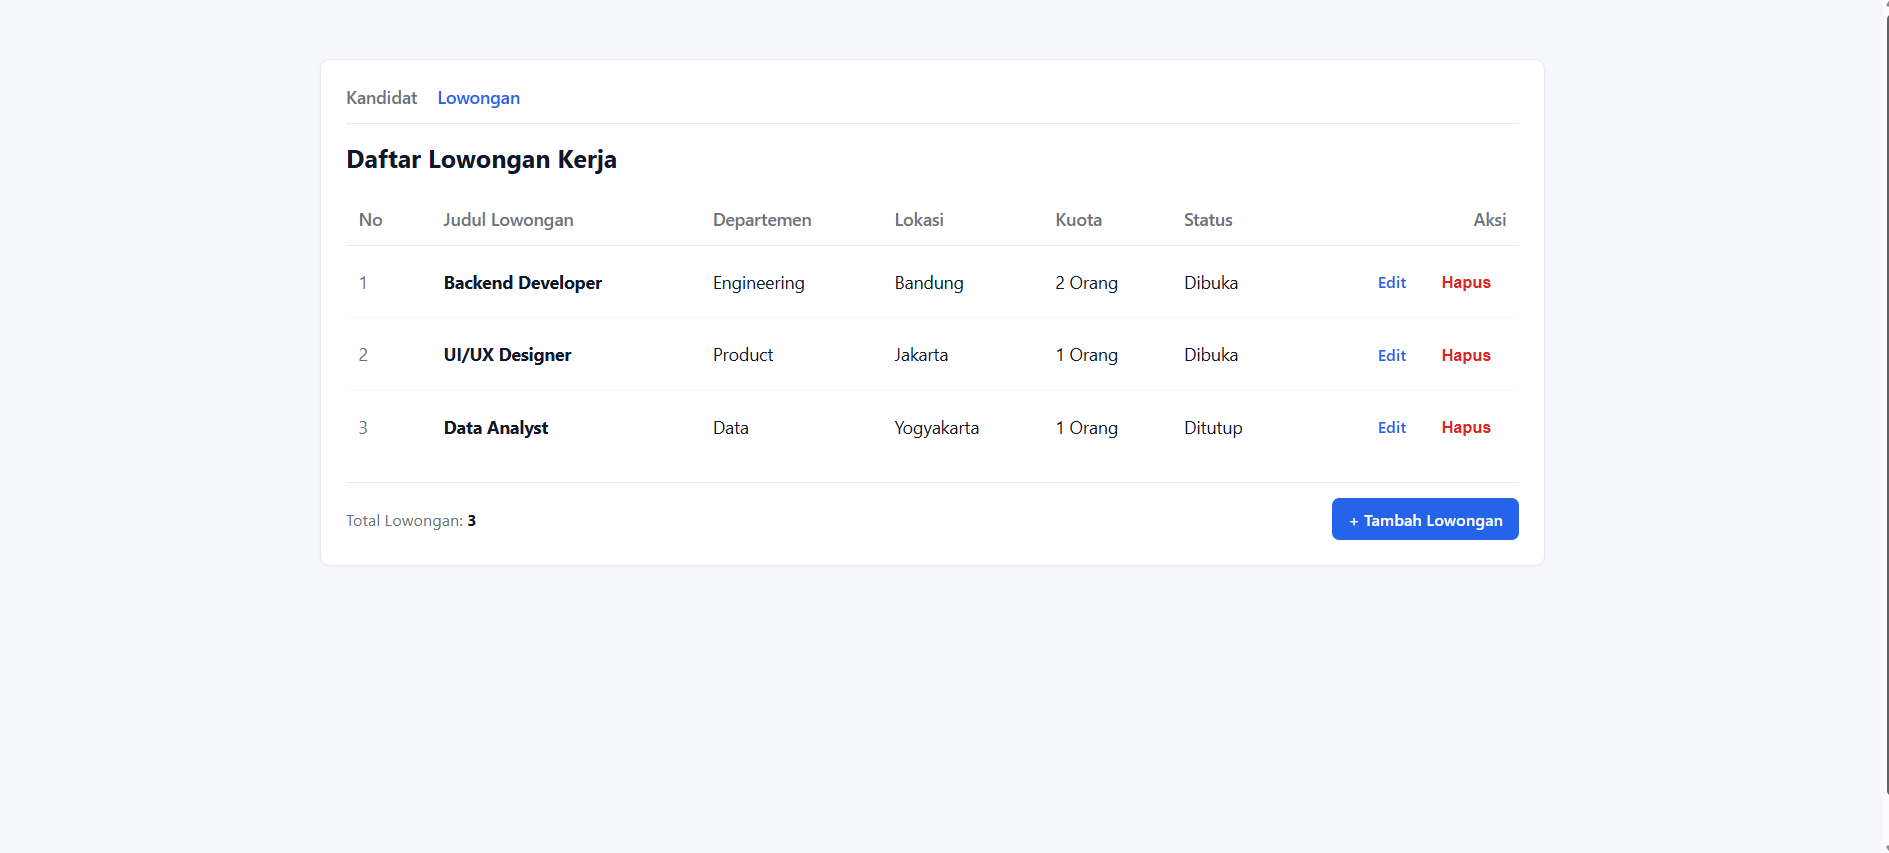 Kandidat Lowongan
Daftar Lowongan Kerja
No Judul Lowongan Departemen Lokasi Kuota Status Aksi
1 Backend Developer Engineering Bandung 2 Orang Dibuka Edit Hapus
2 UI/UX Designer Product Jakarta 1 Orang Dibuka Edit Hapus
3 Data Analyst Data Yogyakarta 1 Orang Ditutup Edit Hapus
Total Lowongan: 3 + Tambah Lowongan